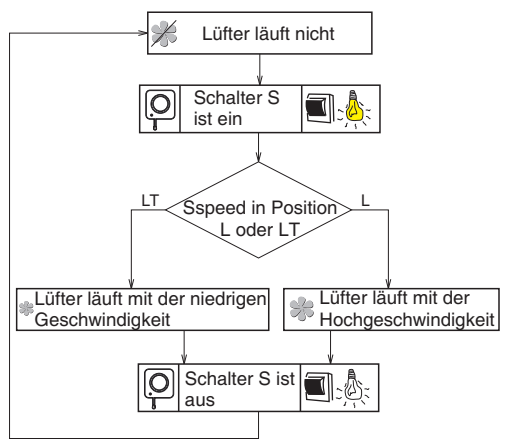 Lüfter läuft nicht
Schalter S
ist ein
LT
L
Sspeed in Position
L oder LT
Lüfter läuft mit der niedrigen
Geschwindigkeit
Lüfter läuft mit der
Hochgeschwindigkeit
Schalter S ist
aus